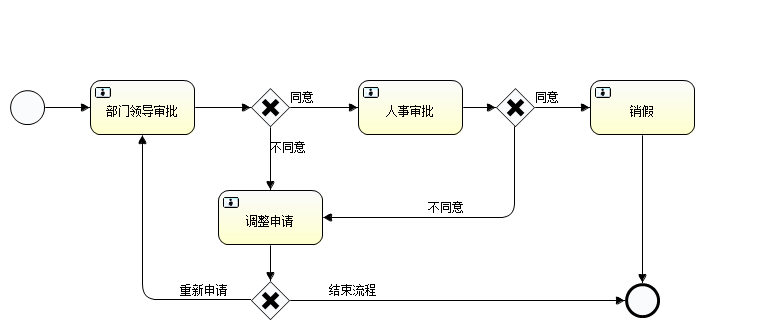 同意
同意
部门领导审批
人事审批
销假
不同意
不同意
调整申请
重新申请
结束流程